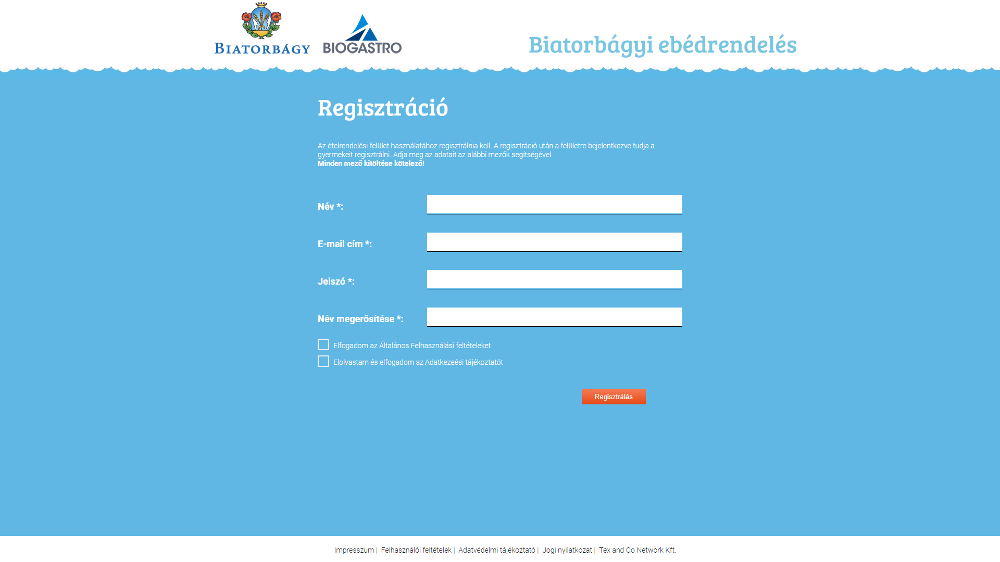 BIATORBÁGY
BIOGASTRO
Biatorbágyi ebédrendelés
Regisztráció
Az ételrendelési felület használatához regisztrálnia kell. A regisztráció után a felületre bejelentkezve tudja a
gyermekeit regisztrálni. Adja meg az adatait az alábbi mezők segítségével.
Minden mező kitöltése kötelező!
Név *:
E-mail cím *:
Jelszó *:
Név megerősítése *:
Elfogadom az Általános Felhasználási feltételeket
Elolvastam és elfogadom az Adatkezeési tájékoztatót
Regisztrálás
Impresszum | Felhasználói feltételek | Adatvédelmi tájékoztató | Jogi nyilatkozat | Tex and Co Network Kft.